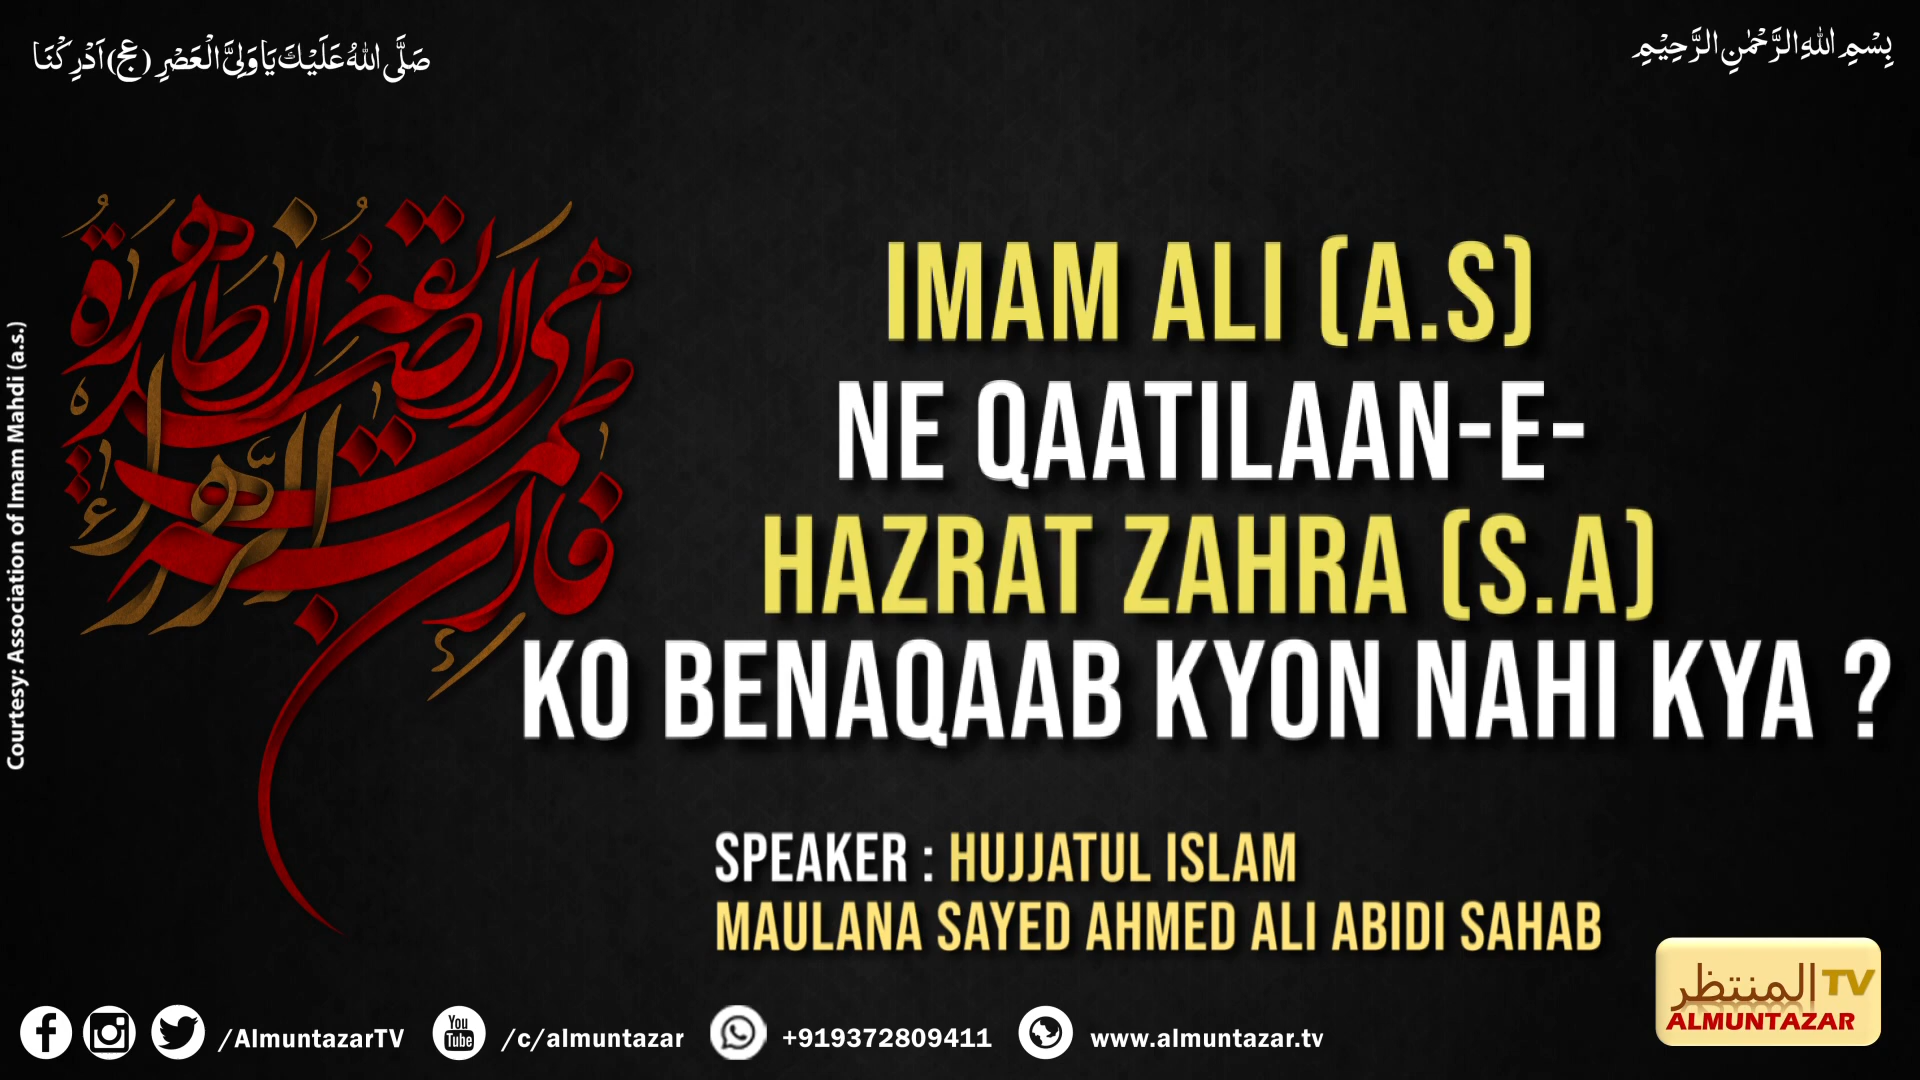 بِسْمِ اللهِ الرَّحْمٰنِ الرَّحِيْمِ
صَلَّى اللهُ عَلَيْكَ يَا وَلِيَّ الْعَصْرِ (عج) اَدْرِكْنَا
Courtesy: Association of Imam Mahdi (a.s.)
IMAM ALI (A.S)
NE QAATILAAN-E-
HAZRAT ZAHRA (S.A)
KO BENAQAAB KYON NAHI KYA ?
SPEAKER : HUJJATUL ISLAM
MAULANA SAYED AHMED ALI ABIDI SAHAB
المنتظر TV
ALMUNTAZAR
/AlmuntazarTV
You Tube
/c/almuntazar
+919372809411
www.almuntazar.tv